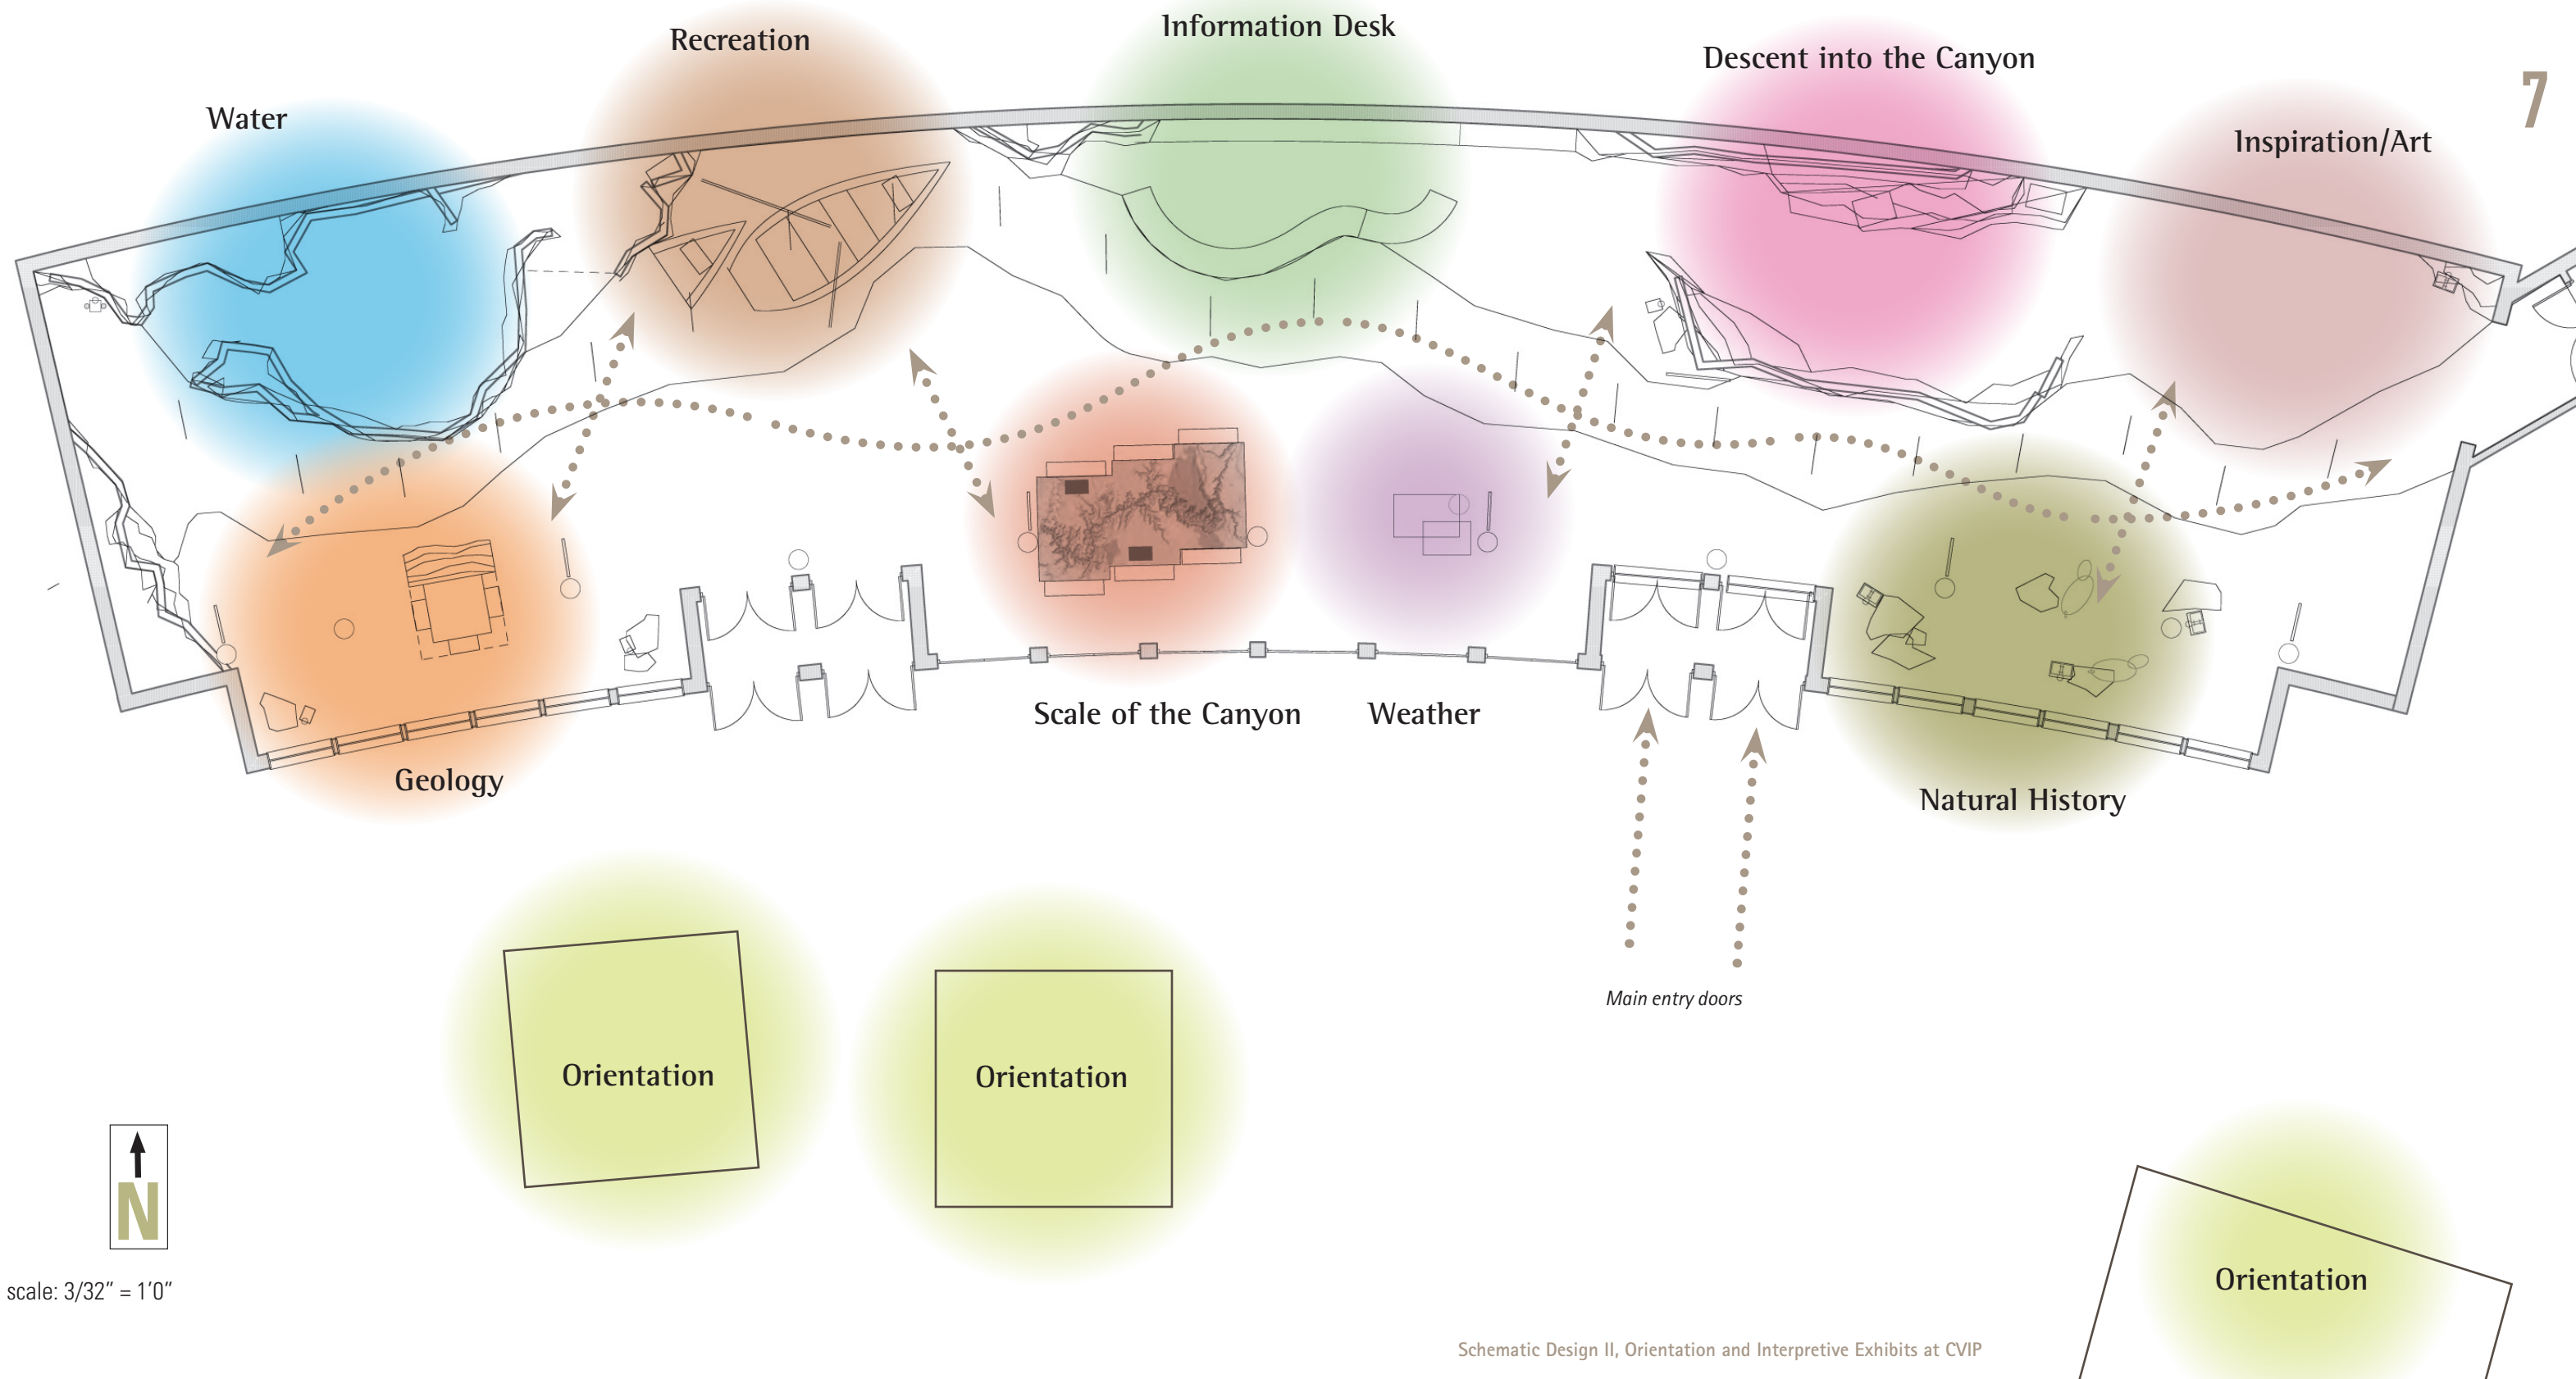 Information Desk
Recreation
Descent into the Canyon
7
Water
Inspiration/Art
Scale of the Canyon
Weather
Geology
Natural History
Main entry doors
Orientation
Orientation
N
Orientation
scale: 3/32” = 1’0”
Schematic Design II, Orientation and Interpretive Exhibits at CVIP